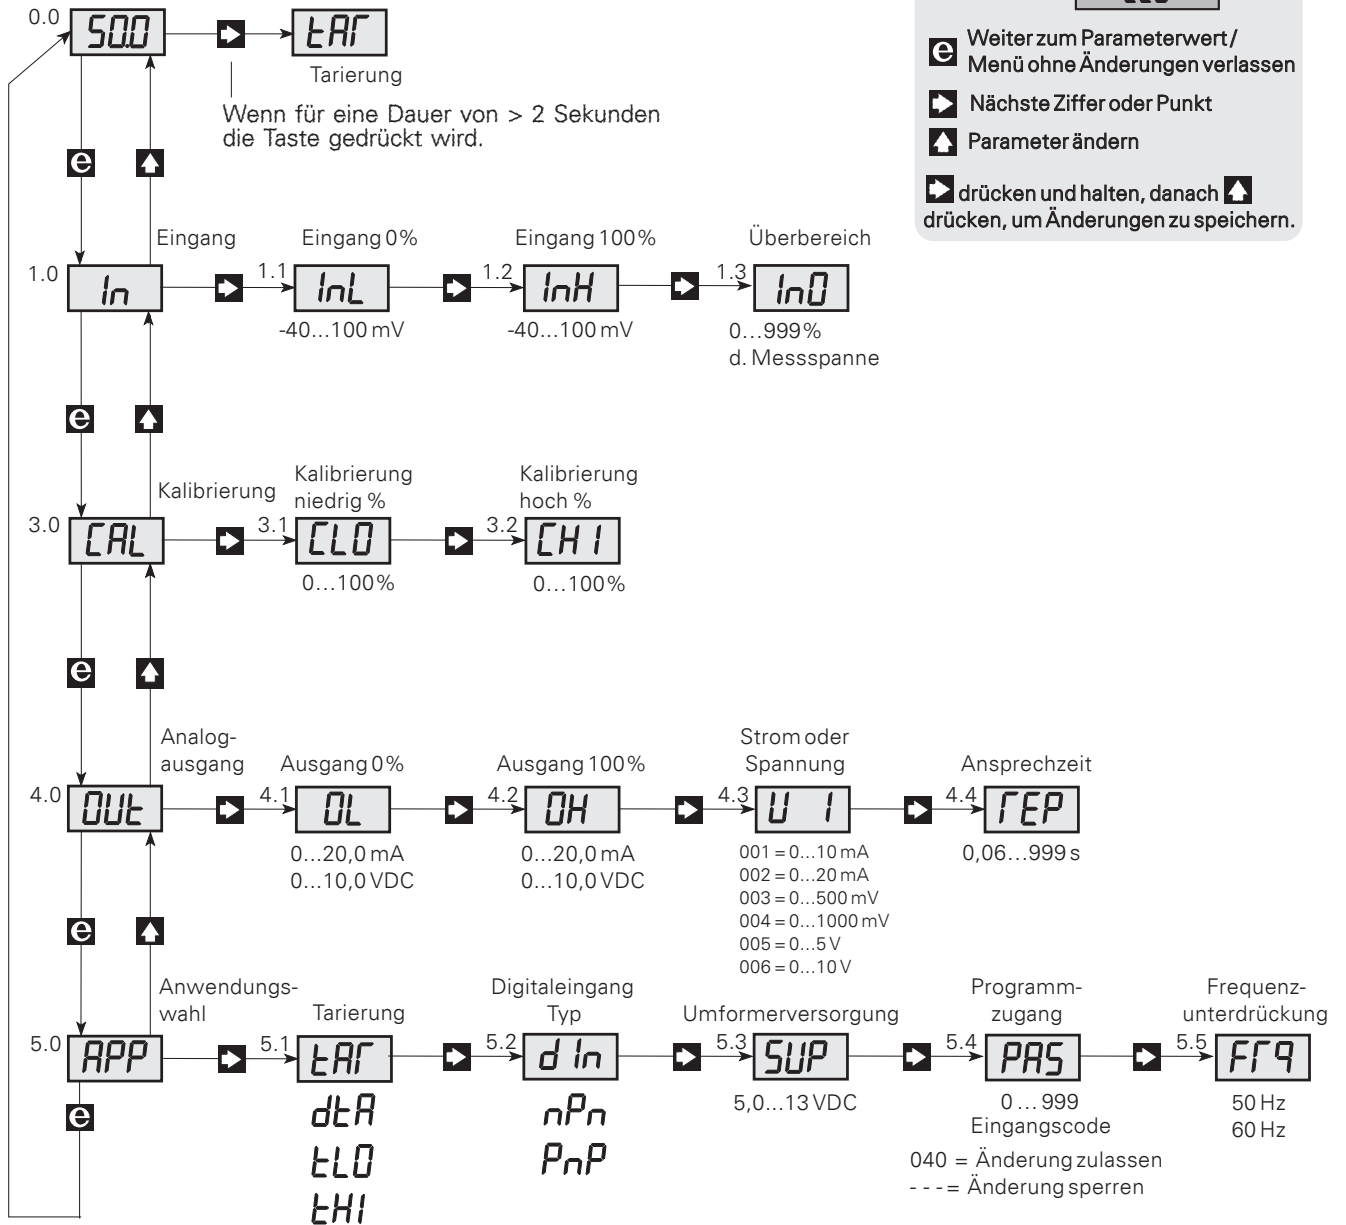 0.0
50.0
tAr
Tarierung
Wenn für eine Dauer von > 2 Sekunden
die Taste gedrückt wird.
e Weiter zum Parameterwert/
Menü ohne Änderungen verlassen
Nächste Ziffer oder Punkt
Parameter ändern
drücken und halten, danach
drücken, um Änderungen zu speichern.
e
Eingang
Eingang 0%
Eingang 100%
Überbereich
1.0
In
1.1
InL
1.2
InH
1.3
InO
-40...100 mV
-40...100 mV
0...999%
d. Messspanne
e
Kalibrierung
Kalibrierung
niedrig %
Kalibrierung
hoch %
3.0
CAL
3.1
CLO
3.2
CHI
0...100%
0...100%
e
Analog-
ausgang
Ausgang 0%
Ausgang 100%
Strom oder
Spannung
Ansprechzeit
4.0
OUt
4.1
OL
4.2
OH
4.3
U I
4.4
rEP
0...20,0 mA
0...10,0 VDC
0...20,0 mA
0...10,0 VDC
001 = 0...10 mA
002 = 0...20 mA
003 = 0...500 mV
004 = 0...1000 mV
005 = 0...5 V
006 = 0...10 V
0,06...999 s
e
Anwendungs-
wahl
Tarierung
Digitaleingang
Typ
Umformerversorgung
Programm-
zugang
Frequenz-
unterdrückung
5.0
APP
5.1
tAr
5.2
dIn
5.3
SUP
5.4
PAS
5.5
Frq
e
dtA
tLO
tHI
nPn
PnP
5,0...13 VDC
0...999
Eingangscode
040 = Änderung zulassen
- - - = Änderung sperren
50 Hz
60 Hz